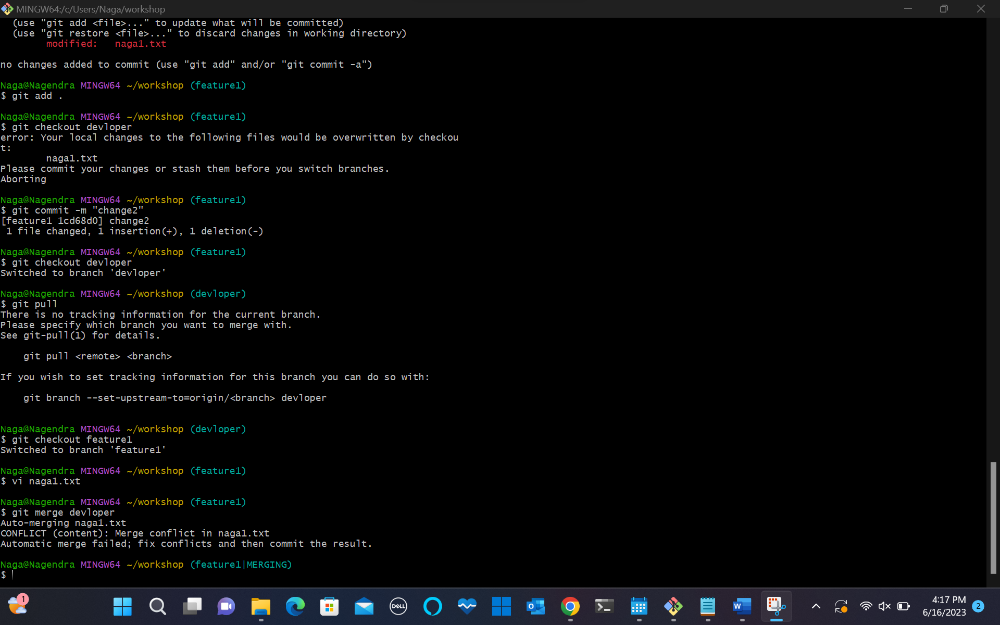 MINGW64:/c/Users/Naga/workshop
  (use "git add <file>..." to update what will be committed)
  (use "git restore <file>..." to discard changes in working directory)
        modified:   naga1.txt

no changes added to commit (use "git add" and/or "git commit -a")

Naga@Nagendra MINGW64 ~/workshop (feature1)
$ git add .

Naga@Nagendra MINGW64 ~/workshop (feature1)
$ git checkout devloper
error: Your local changes to the following files would be overwritten by checkou
t:
        naga1.txt
Please commit your changes or stash them before you switch branches.
Aborting

Naga@Nagendra MINGW64 ~/workshop (feature1)
$ git commit -m "change2"
[feature1 1cd68d0] change2
 1 file changed, 1 insertion(+), 1 deletion(-)

Naga@Nagendra MINGW64 ~/workshop (feature1)
$ git checkout devloper
Switched to branch 'devloper'

Naga@Nagendra MINGW64 ~/workshop (devloper)
$ git pull
There is no tracking information for the current branch.
Please specify which branch you want to merge with.
See git-pull(1) for details.

    git pull <remote> <branch>

If you wish to set tracking information for this branch you can do so with:

    git branch --set-upstream-to=origin/<branch> devloper


Naga@Nagendra MINGW64 ~/workshop (devloper)
$ git checkout feature1
Switched to branch 'feature1'

Naga@Nagendra MINGW64 ~/workshop (feature1)
$ vi naga1.txt

Naga@Nagendra MINGW64 ~/workshop (feature1)
$ git merge devloper
Auto-merging naga1.txt
CONFLICT (content): Merge conflict in naga1.txt
Automatic merge failed; fix conflicts and then commit the result.

Naga@Nagendra MINGW64 ~/workshop (feature1|MERGING)
$
1
DELL
4:17 PM
6/16/2023
2